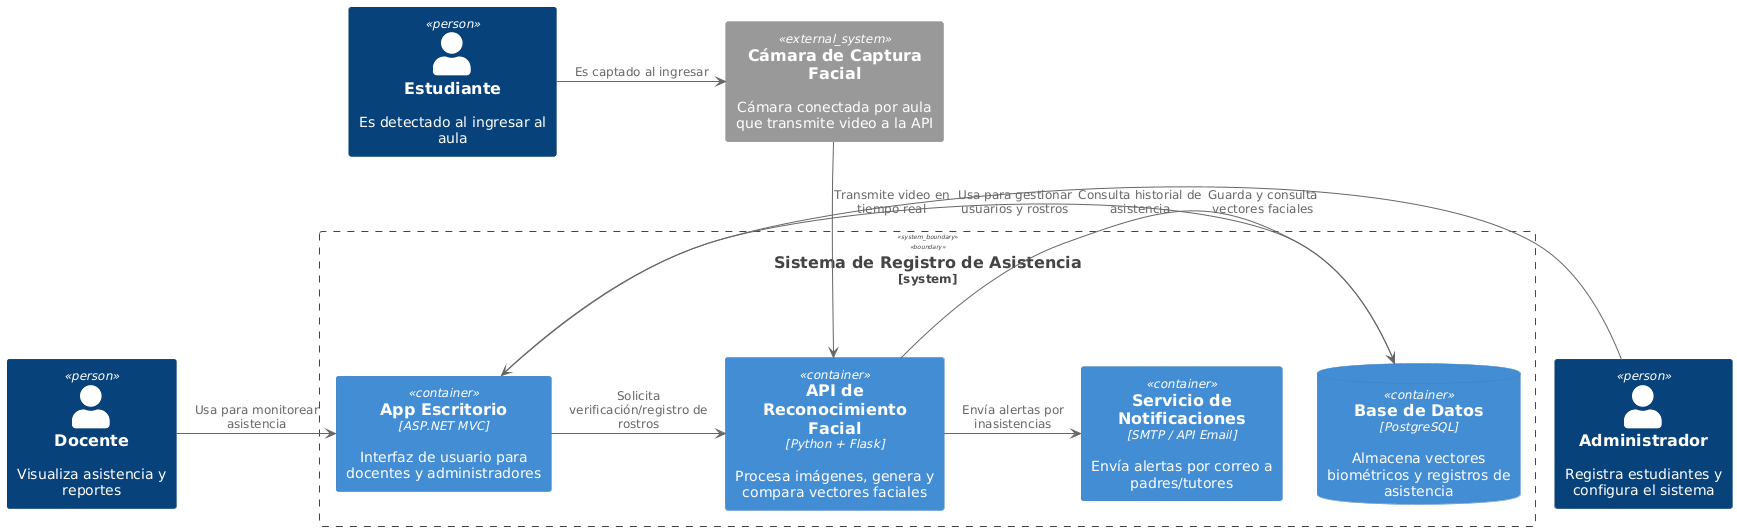 «person»
Estudiante
Es detectado al ingresar al
aula
Es captado al ingresar
«external_system»
Cámara de Captura
Facial
Cámara conectada por aula
que transmite video a la API
Transmite video en
tiempo real
Usa para gestionar
usuarios y rostros
Consulta historial de
asistencia
Guarda y consulta
vectores faciales
«system_boundary»
«boundary»
Sistema de Registro de Asistencia
[system]
«person»
Docente
Visualiza asistencia y
reportes
Usa para monitorear
asistencia
«container»
App Escritorio
[ASP.NET MVC]
Interfaz de usuario para
docentes y administradores
Solicita
verificación/registro de
rostros
«container»
API de
Reconocimiento
Facial
[Python + Flask]
Procesa imágenes, genera y
compara vectores faciales
Envía alertas por
inasistencias
«container»
Servicio de
Notificaciones
[SMTP / API Email]
Envía alertas por correo a
padres/tutores
«container»
Base de Datos
[PostgreSQL]
Almacena vectores
biométricos y registros de
asistencia
«person»
Administrador
Registra estudiantes y
configura el sistema